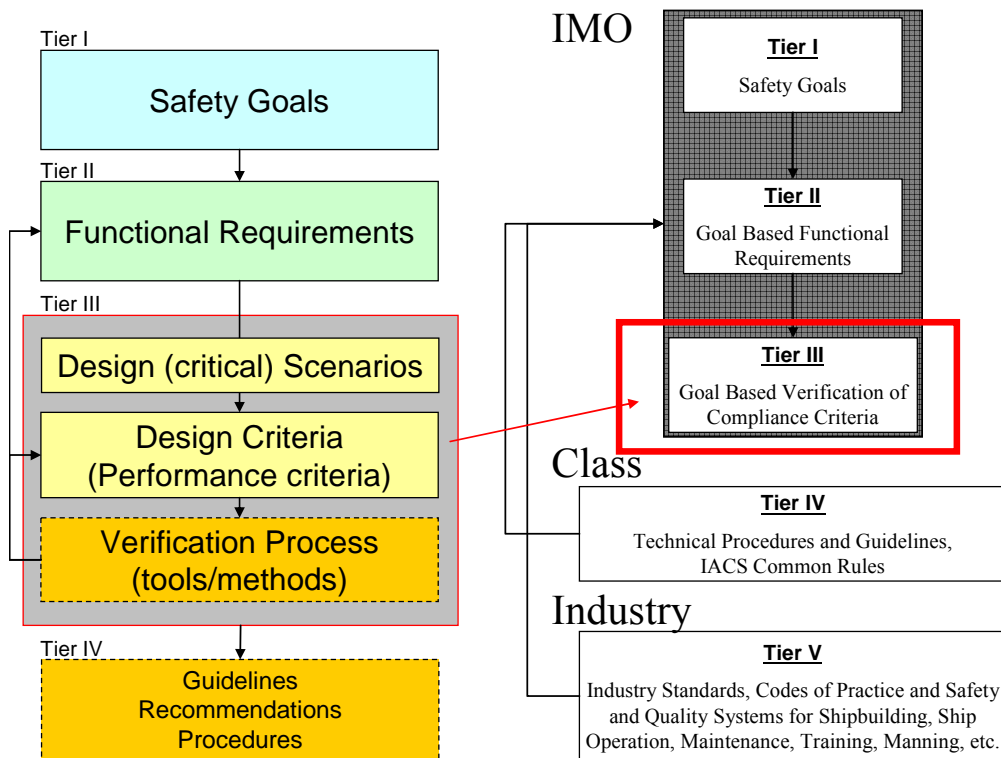 Tier I
Safety Goals
Tier II
Functional Requirements
Tier III
Design (critical) Scenarios
Design Criteria
(Performance criteria)
Verification Process
(tools/methods)
Tier IV
Guidelines
Recommendations
Procedures
IMO
Tier I
Safety Goals
Tier II
Goal Based Functional
Requirements
Tier III
Goal Based Verification of
Compliance Criteria
Class
Tier IV
Technical Procedures and Guidelines,
IACS Common Rules
Industry
Tier V
Industry Standards, Codes of Practice and Safety
and Quality Systems for Shipbuilding, Ship
Operation, Maintenance, Training, Manning, etc.